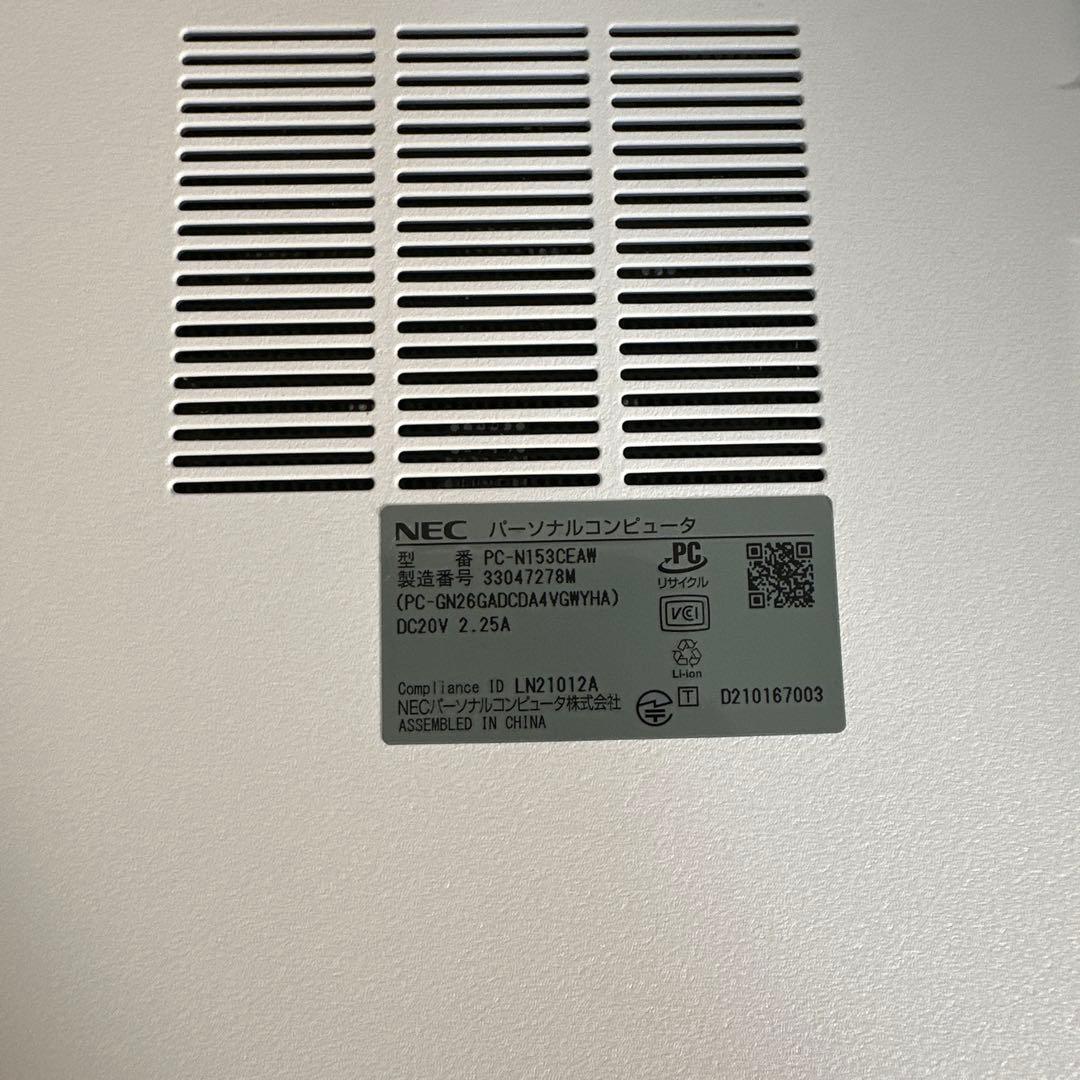 NEC パーソナルコンピュータ
型 番 PC-N153CEAW
製造番号 33047278M
(PC-GN26GADCDA4VGWYHA)
DC20V 2.25A
PC
リサイクル
VCCI
Li-ion
Compliance ID LN21012A
NECパーソナルコンピュータ株式会社
ASSEMBLED IN CHINA
T D210167003